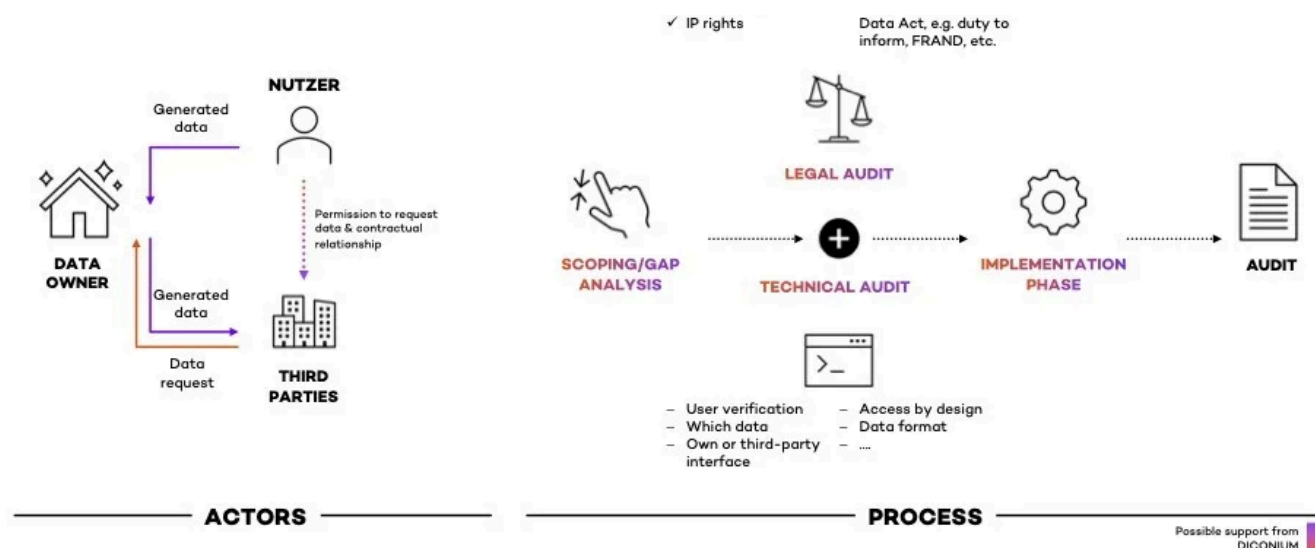 ✓ IP rights
Data Act, e.g. duty to
inform, FRAND, etc.
NUTZER
Generated
data
DATA
OWNER
Permission to request
data & contractual
relationship
Generated
data
Data
request
THIRD
PARTIES
LEGAL AUDIT
SCOPING/GAP
ANALYSIS
TECHNICAL AUDIT
IMPLEMENTATION
PHASE
AUDIT
– User verification
– Which data
– Own or third-party
interface
– Access by design
– Data format
– ....
ACTORS
PROCESS
Possible support from
DICONIUM